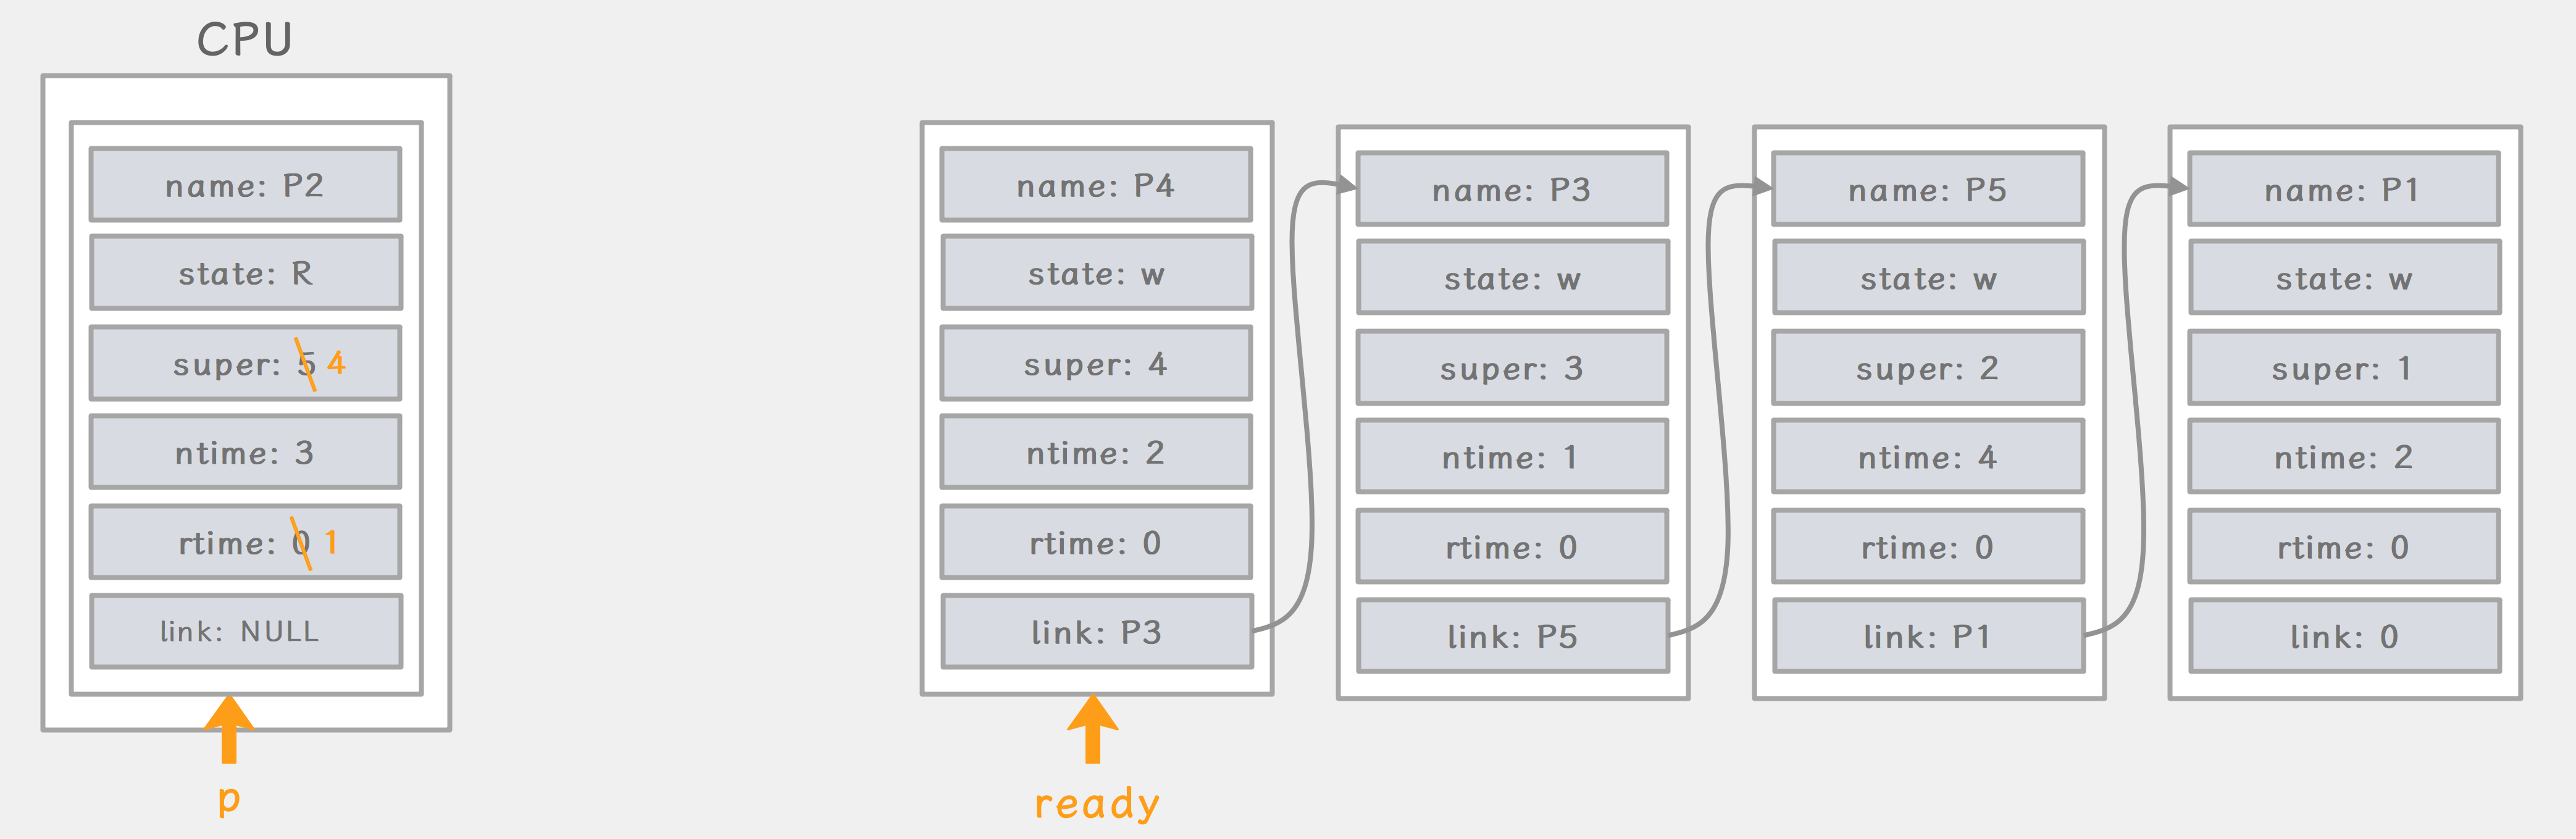 CPU
name: P2
state: R
super: 5 4
ntime: 3
rtime: 0 1
link: NULL
p
name: P4
state: w
super: 4
ntime: 2
rtime: 0
link: P3
ready
name: P3
state: w
super: 3
ntime: 1
rtime: 0
link: P5
name: P5
state: w
super: 2
ntime: 4
rtime: 0
link: P1
name: P1
state: w
super: 1
ntime: 2
rtime: 0
link: 0